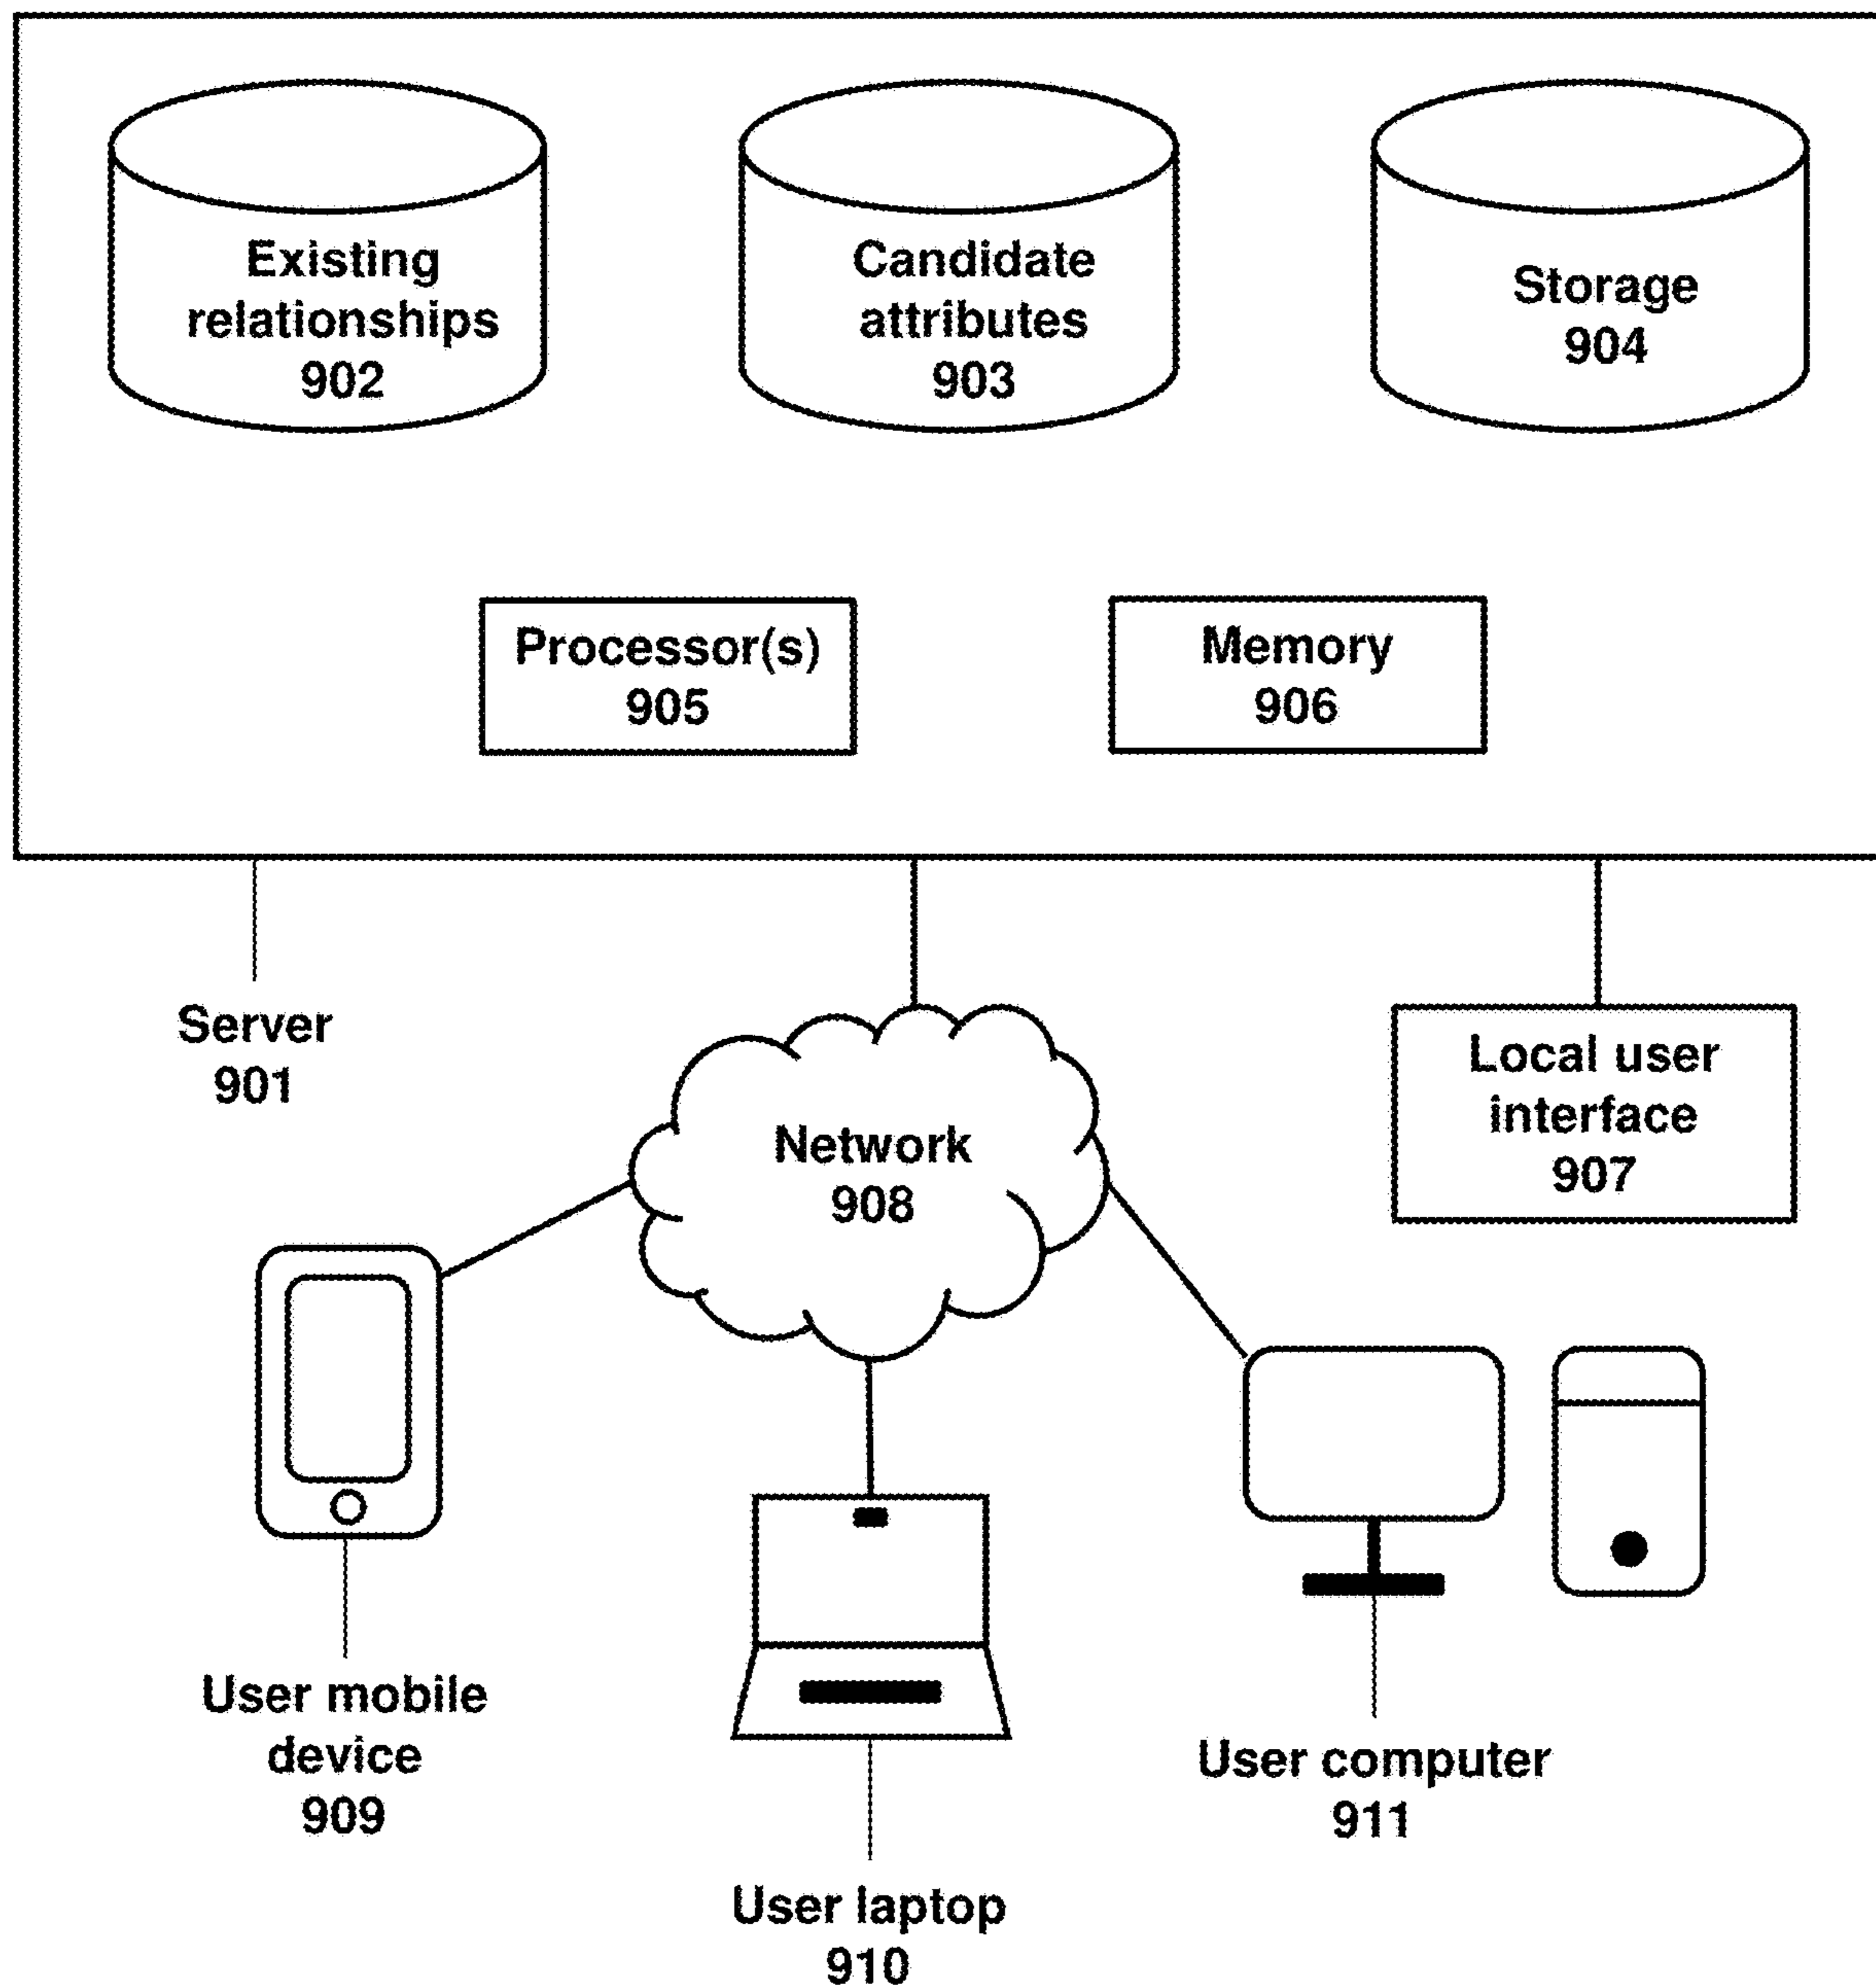 Existing
relationships
902
Candidate
attributes
903
Storage
904
Processor(s)
905
Memory
906
Server
901
Network
908
Local user
interface
907
User mobile
device
909
User laptop
910
User computer
911